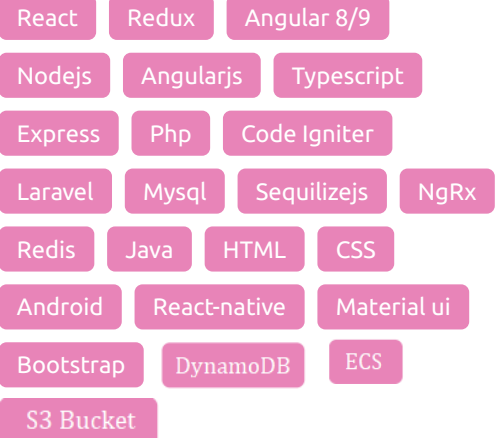 React Redux Angular 8/9
Nodejs Angularjs Typescript
Express Php Code Igniter
Laravel Mysql Sequilizejs NgRx
Redis Java HTML CSS
Android React-native Material ui
Bootstrap DynamoDB ECS
S3 Bucket